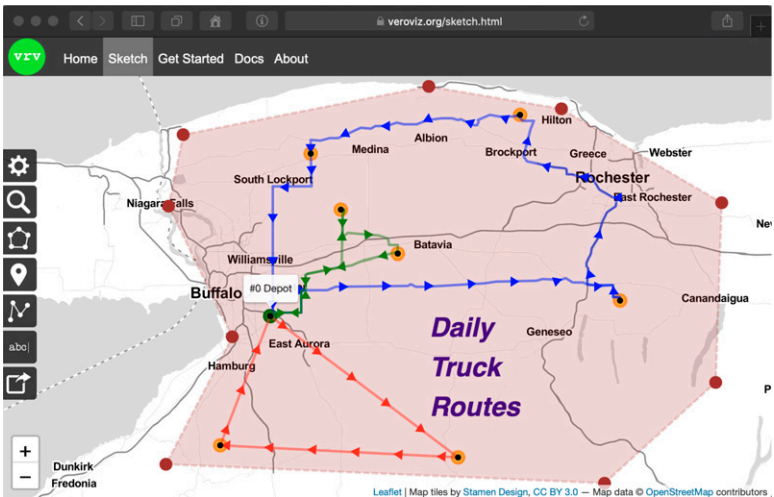 veroviz.org/sketch.html
vrv
Home Sketch Get Started Docs About
Hilton
Albion
Medina
Brockport
Greece
Webster
South Lockport
Rochester
East Rochester
Niagara Falls
Batavia
Williamsville
#0 Depot
Buffalo
Canandaigua
Daily
Truck
Routes
Geneseo
East Aurora
Hamburg
abc|
+
−
Dunkirk
Fredonia
Leaflet | Map tiles by Stamen Design, CC BY 3.0 — Map data © OpenStreetMap contributors